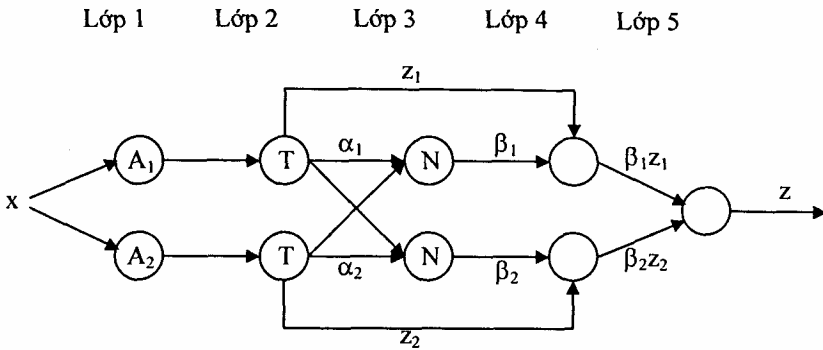 Lớp 1 Lớp 2 Lớp 3 Lớp 4 Lớp 5
z₁
A₁ T α₁ N β₁ β₁z₁
x z
A₂ T α₂ N β₂ β₂z₂
z₂